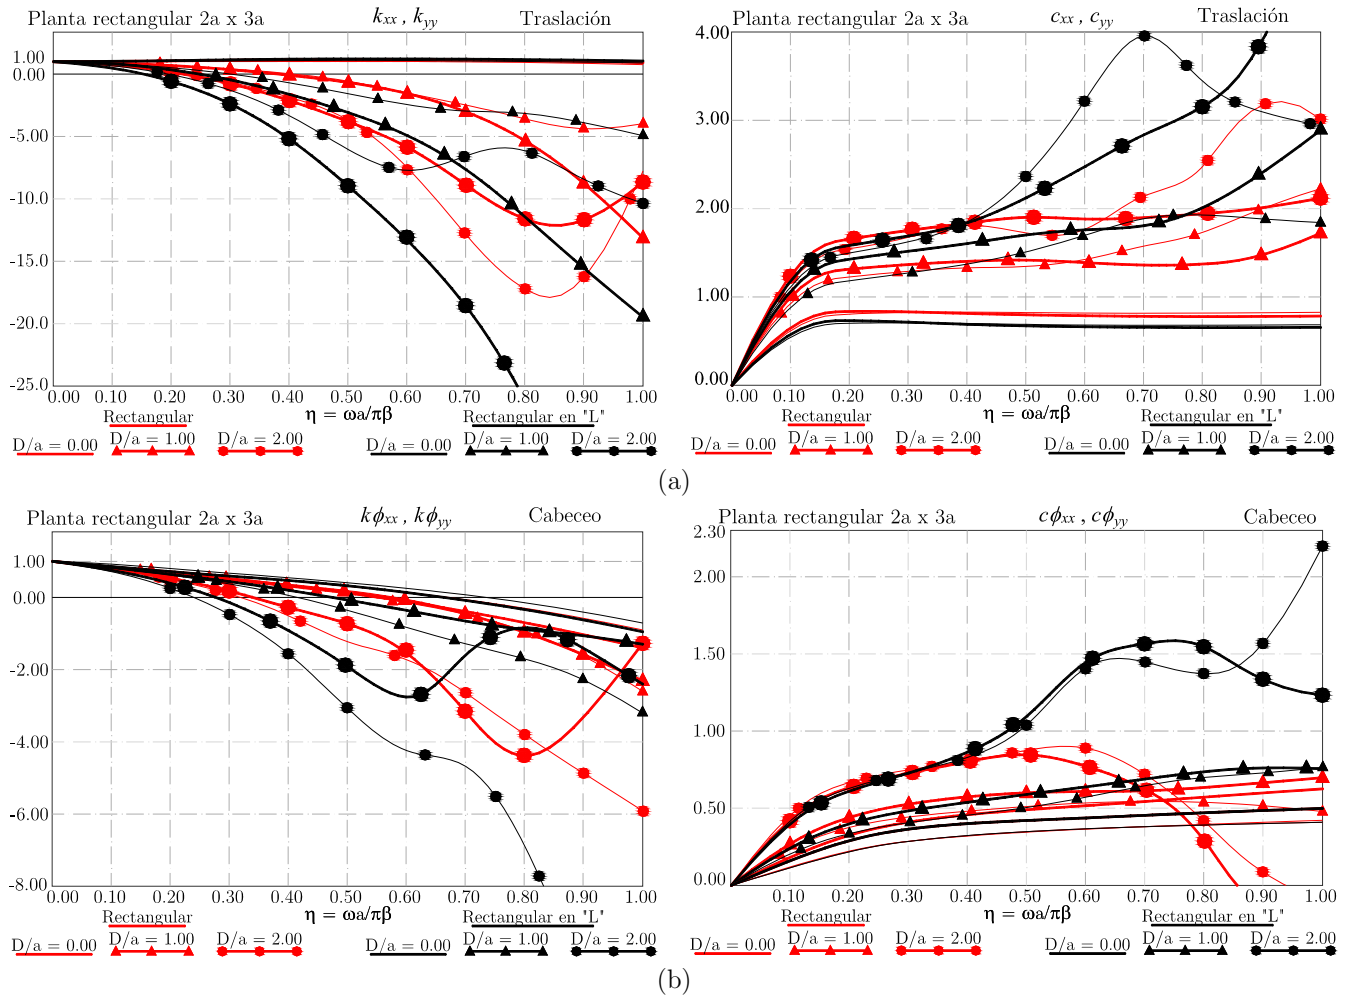 Planta rectangular 2a x 3a kxx , kyy Traslación
1.00
0.00
-5.00
-10.0
-15.0
-20.0
-25.0
0.00 0.10 0.20 0.30 0.40 0.50 0.60 0.70 0.80 0.90 1.00
Rectangular η = ωa/πβ Rectangular en "L"
D/a = 0.00 D/a = 1.00 D/a = 2.00 D/a = 0.00 D/a = 1.00 D/a = 2.00
Planta rectangular 2a x 3a cxx , cyy Traslación
4.00
3.00
2.00
1.00
0.00
0.00 0.10 0.20 0.30 0.40 0.50 0.60 0.70 0.80 0.90 1.00
Rectangular η = ωa/πβ Rectangular en "L"
D/a = 0.00 D/a = 1.00 D/a = 2.00 D/a = 0.00 D/a = 1.00 D/a = 2.00
(a)
Planta rectangular 2a x 3a kϕxx , kϕyy Cabeceo
1.00
0.00
-2.00
-4.00
-6.00
-8.00
0.00 0.10 0.20 0.30 0.40 0.50 0.60 0.70 0.80 0.90 1.00
Rectangular η = ωa/πβ Rectangular en "L"
D/a = 0.00 D/a = 1.00 D/a = 2.00 D/a = 0.00 D/a = 1.00 D/a = 2.00
Planta rectangular 2a x 3a cϕxx , cϕyy Cabeceo
2.30
2.00
1.50
1.00
0.50
0.00
0.10 0.20 0.30 0.40 0.50 0.60 0.70 0.80 0.90 1.00
Rectangular η = ωa/πβ Rectangular en "L"
D/a = 0.00 D/a = 1.00 D/a = 2.00 D/a = 0.00 D/a = 1.00 D/a = 2.00
(b)